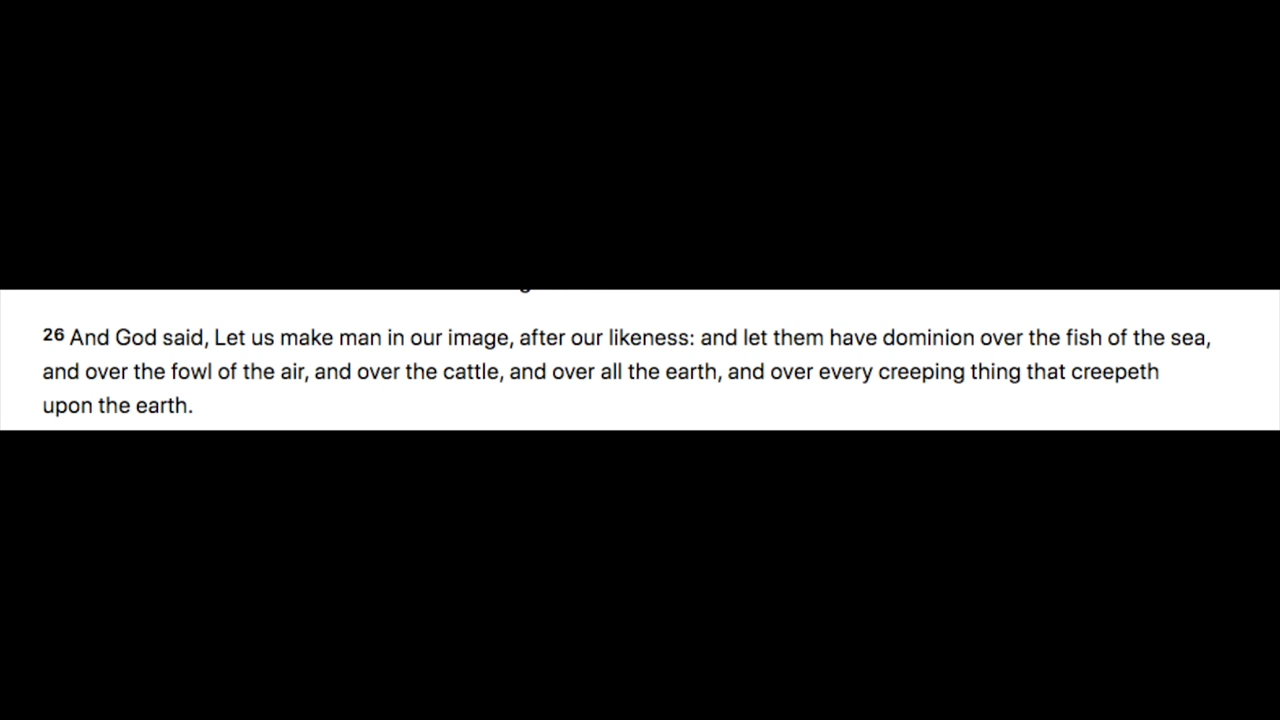 26 And God said, Let us make man in our image, after our likeness: and let them have dominion over the fish of the sea,
and over the fowl of the air, and over the cattle, and over all the earth, and over every creeping thing that creepeth
upon the earth.